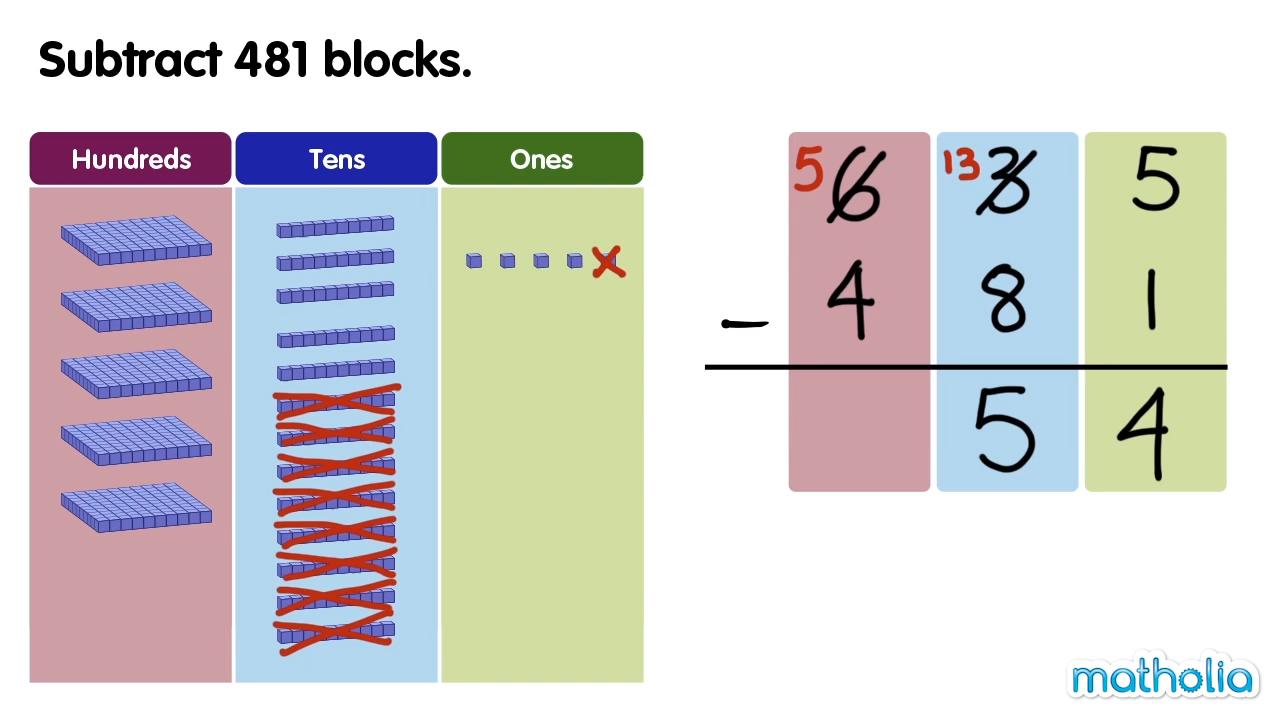 Subtract 481 blocks.
Hundreds Tens Ones
5 6 13 3 5
- 4 8 1
5 4
matholia